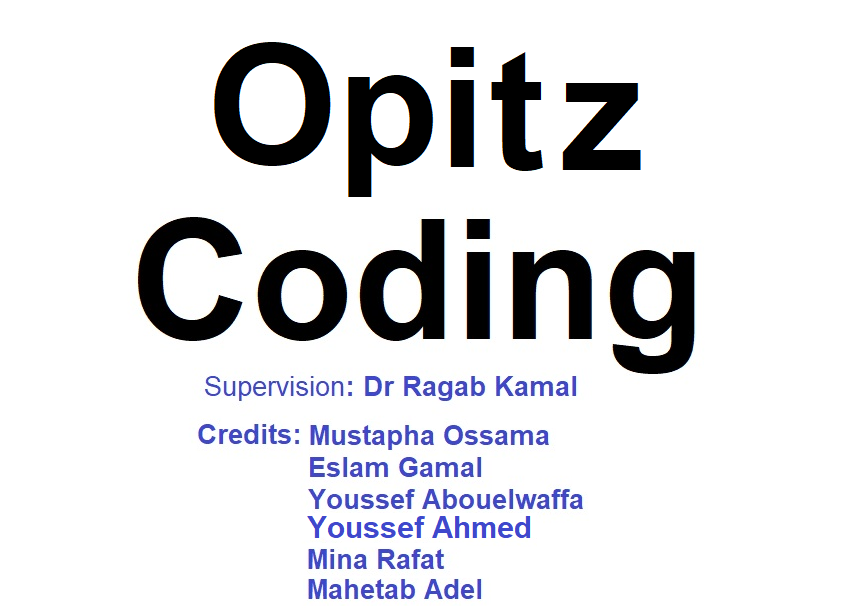 Opitz
Coding
Supervision: Dr Ragab Kamal
Credits: Mustapha Ossama
Eslam Gamal
Youssef Abouelwaffa
Youssef Ahmed
Mina Rafat
Mahetab Adel